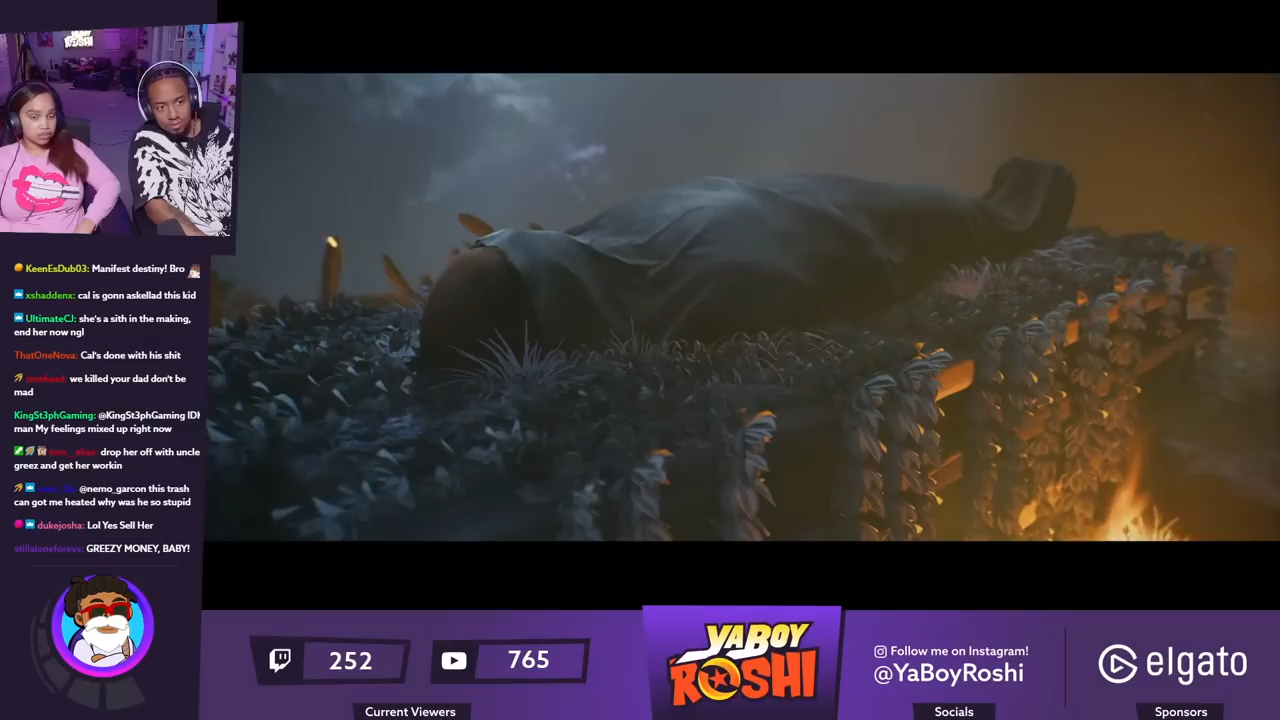 YABOY
ROSHI
KeenEsDub03: Manifest destiny! Bro
xshaddenx: cal is gonn askellad this kid
UltimateCJ: she's a sith in the making,
end her now ngl
ThatOneNova: Cal's done with his shit
we killed your dad don't be
mad
KingSt3phGaming: @KingSt3phGaming IDK
man My feelings mixed up right now
drop her off with uncle
greez and get her workin
@nemo_garcon this trash
can got me heated why was he so stupid
dukejosha: Lol Yes Sell Her
stillaloneforevs: GREEZY MONEY, BABY!
252
765
Current Viewers
YABOY
ROSHI
Follow me on Instagram!
@YaBoyRoshi
Socials
elgato
Sponsors